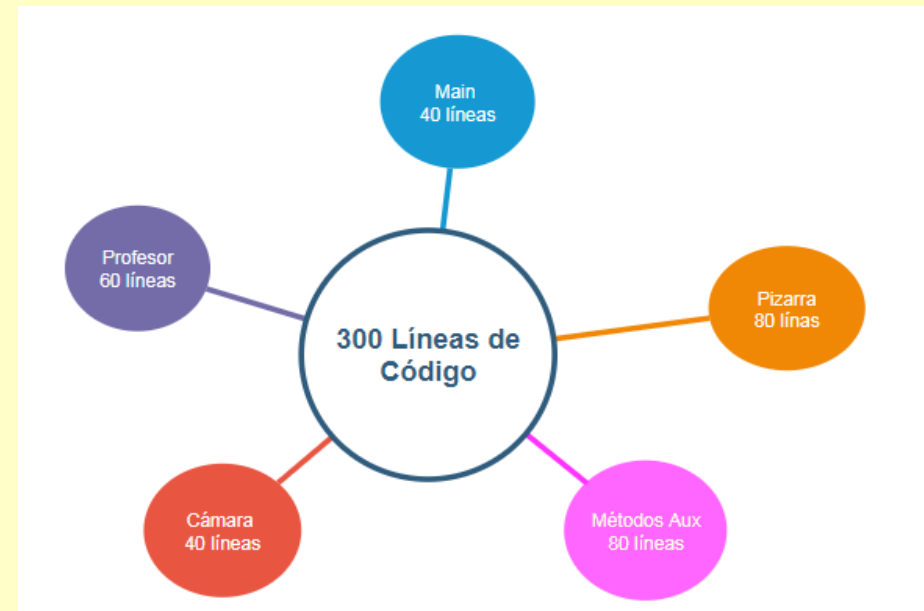 Main
40 líneas
Profesor
60 líneas
Pizarra
80 línas
300 Líneas de
Código
Cámara
40 líneas
Métodos Aux
80 líneas